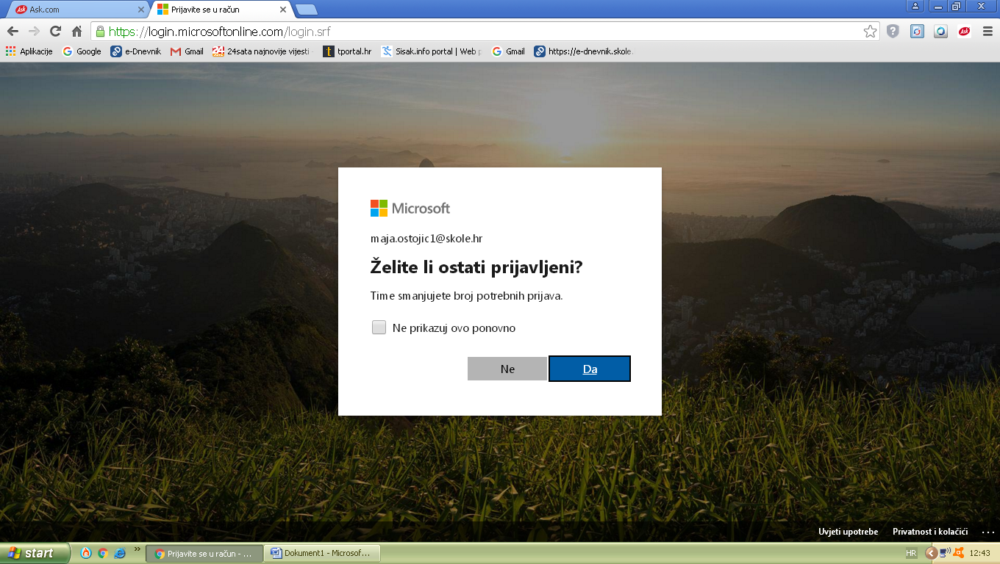 Ask.com
Prijavite se u račun
https://login.microsoftonline.com/login.srf
Aplikacije
Google
e-Dnevnik
Gmail
24sata najnovije vijesti
tportal.hr
Sisak.info portal | Web p
Gmail
https://e-dnevnik.skole.
Microsoft
maja.ostojic1@skole.hr
Želite li ostati prijavljeni?
Time smanjujete broj potrebnih prijava.
Ne prikazuj ovo ponovno
Ne
Da
Uvjeti upotrebe
Privatnost i kolačići
...
start
Prijavite se u račun - ...
Dokument1 - Microsof...
HR
12:43